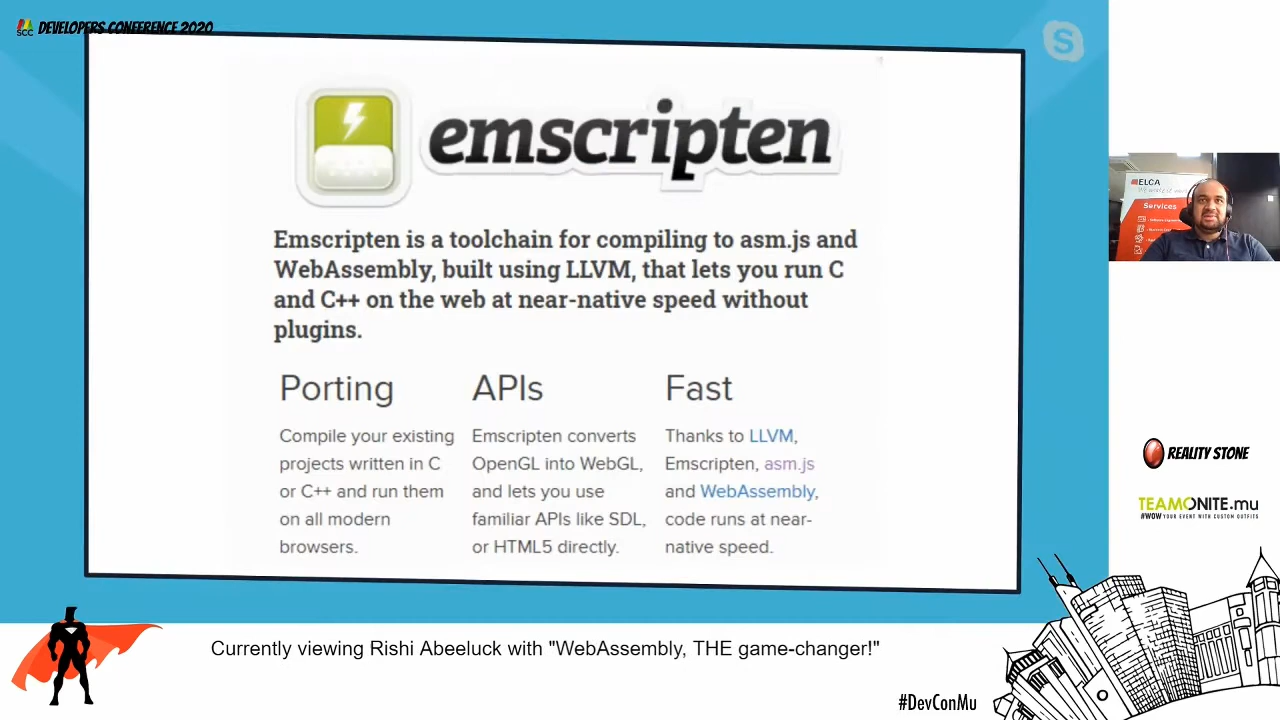 SCC DEVELOPERS CONFERENCE 2020
emscripten
Emscripten is a toolchain for compiling to asm.js and
WebAssembly, built using LLVM, that lets you run C
and C++ on the web at near-native speed without
plugins.
Porting
Compile your existing
projects written in C
or C++ and run them
on all modern
browsers.
APIs
Emscripten converts
OpenGL into WebGL,
and lets you use
familiar APIs like SDL,
or HTML5 directly.
Fast
Thanks to LLVM,
Emscripten, asm.js
and WebAssembly,
code runs at near-
native speed.
S
ELCA
Services
REALITY STONE
TEAMONITE.mu
#WOW YOUR EVENT WITH CUSTOM OUTFITS
Currently viewing Rishi Abeeluck with "WebAssembly, THE game-changer!"
#DevConMu